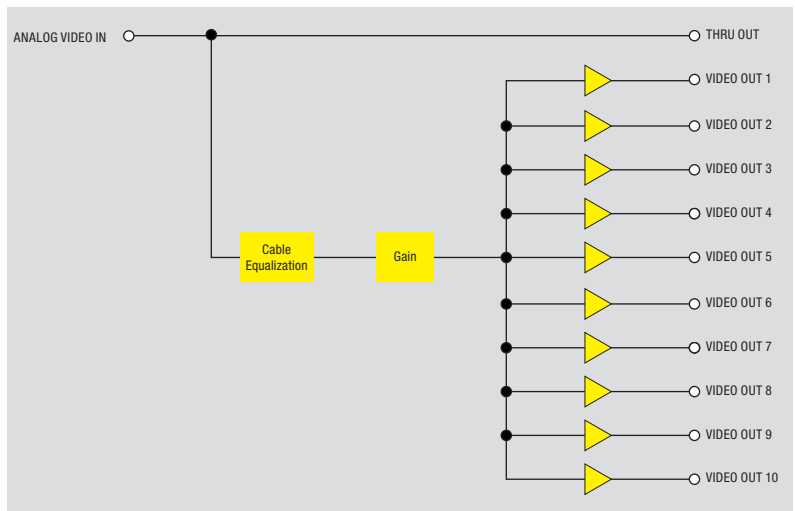 ANALOG VIDEO IN
THRU OUT
VIDEO OUT 1
VIDEO OUT 2
VIDEO OUT 3
VIDEO OUT 4
Cable
Equalization
Gain
VIDEO OUT 5
VIDEO OUT 6
VIDEO OUT 7
VIDEO OUT 8
VIDEO OUT 9
VIDEO OUT 10